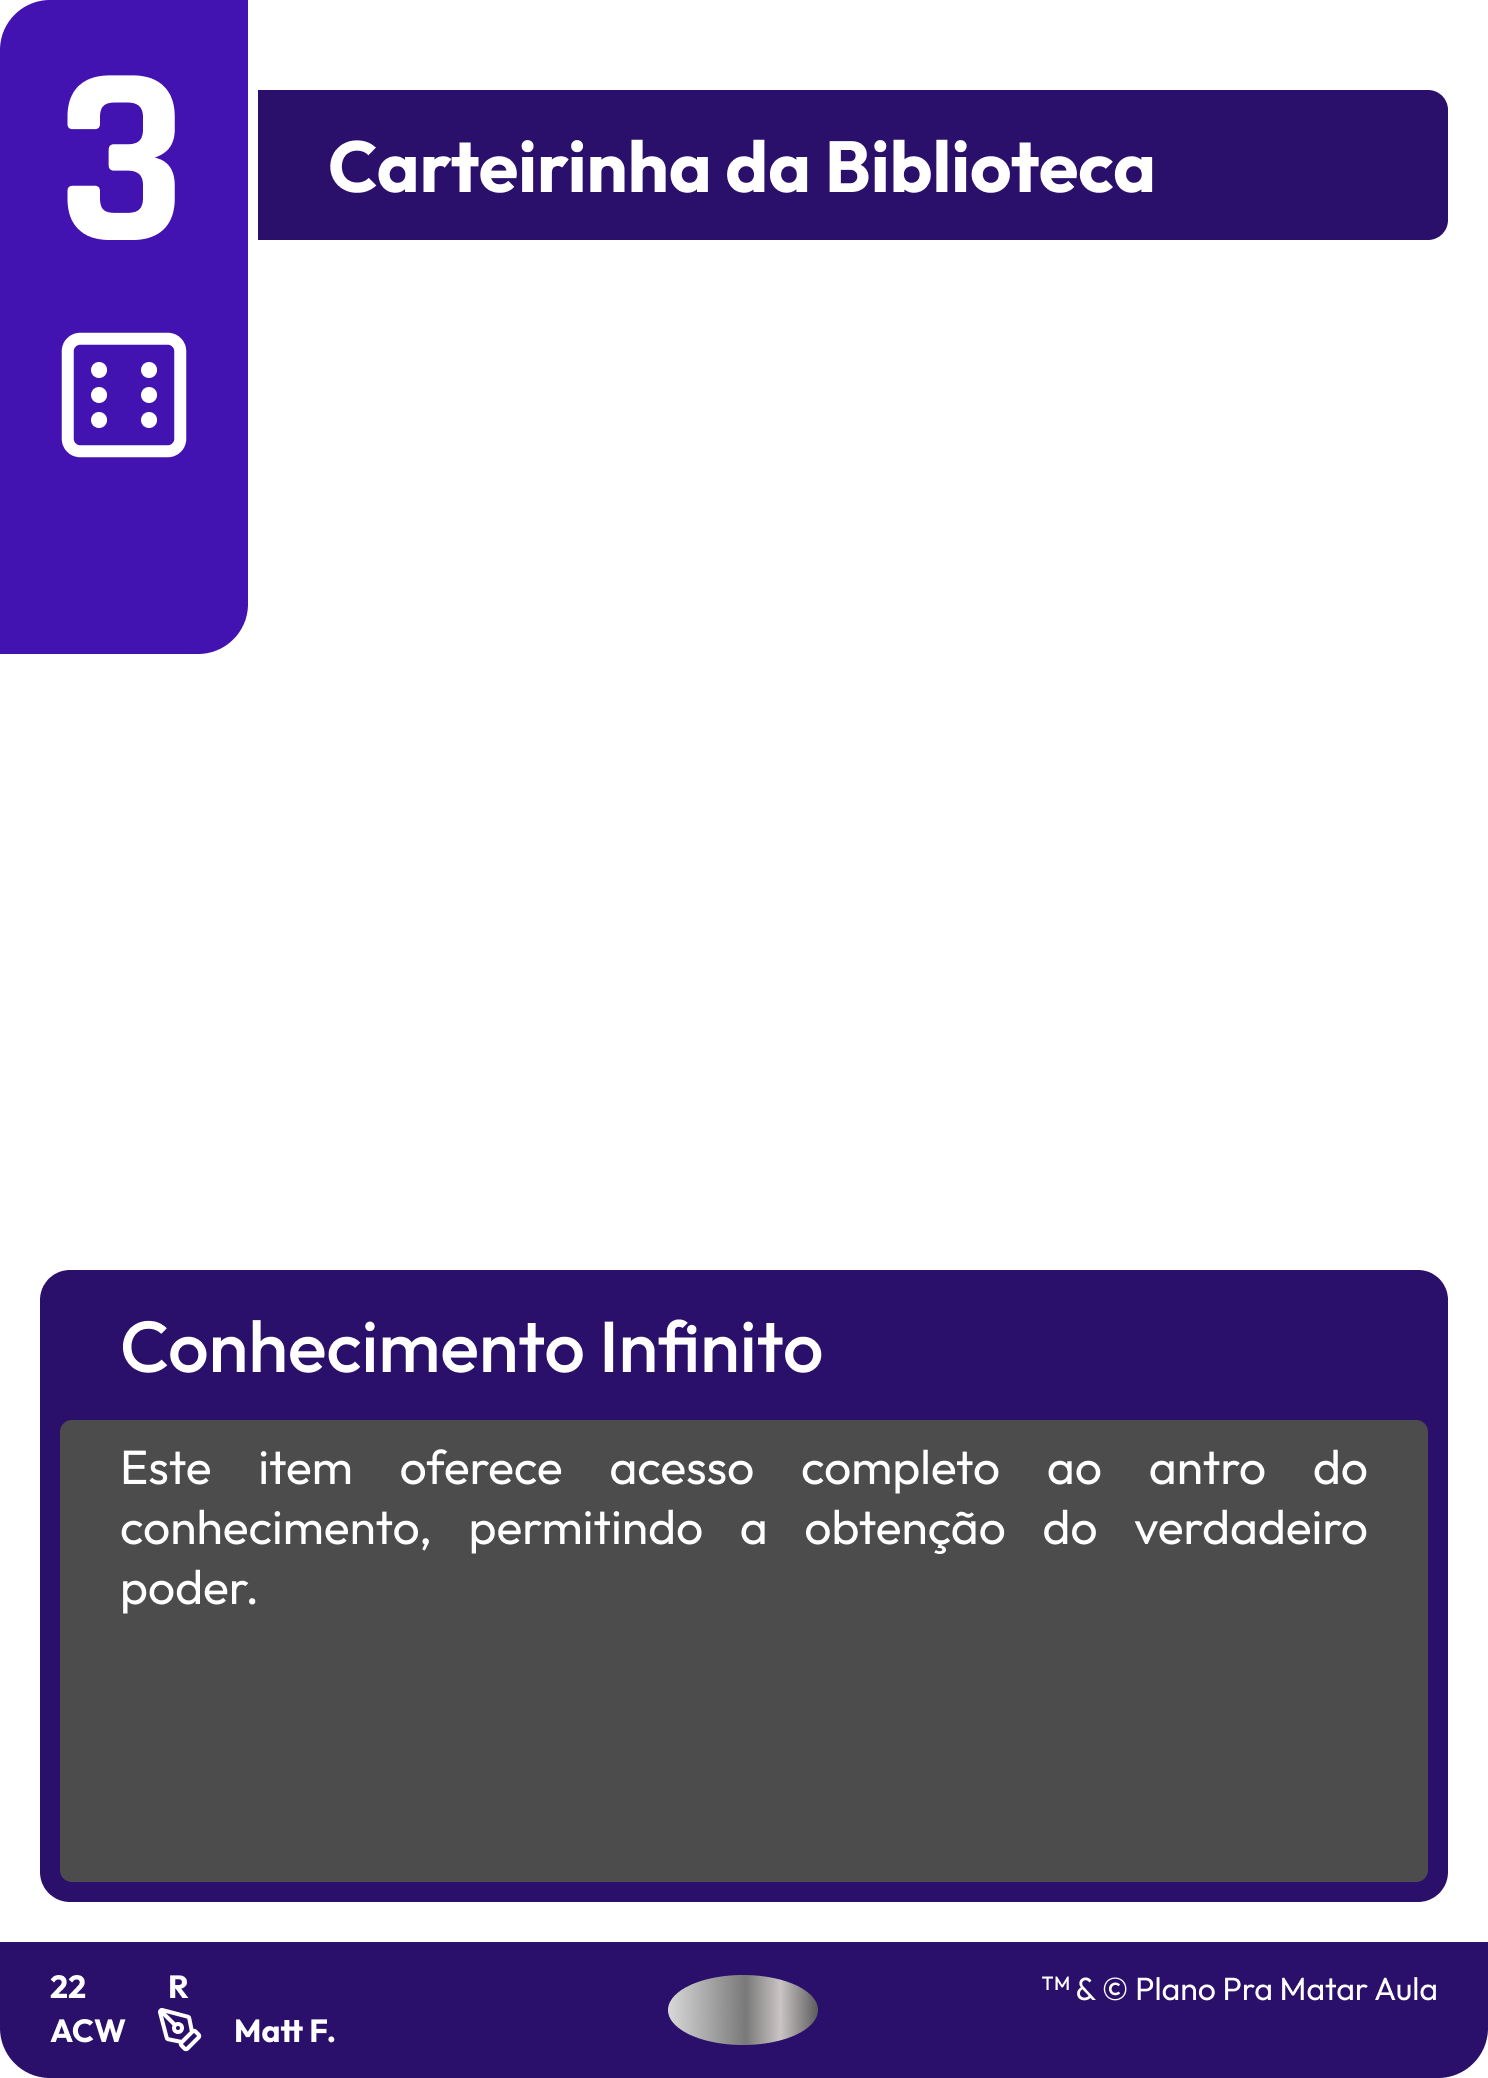 3
Carteirinha da Biblioteca
Conhecimento Infinito
Este item oferece acesso completo ao antro do
conhecimento, permitindo a obtenção do verdadeiro
poder.
22 R
ACW Matt F.
™ & © Plano Pra Matar Aula